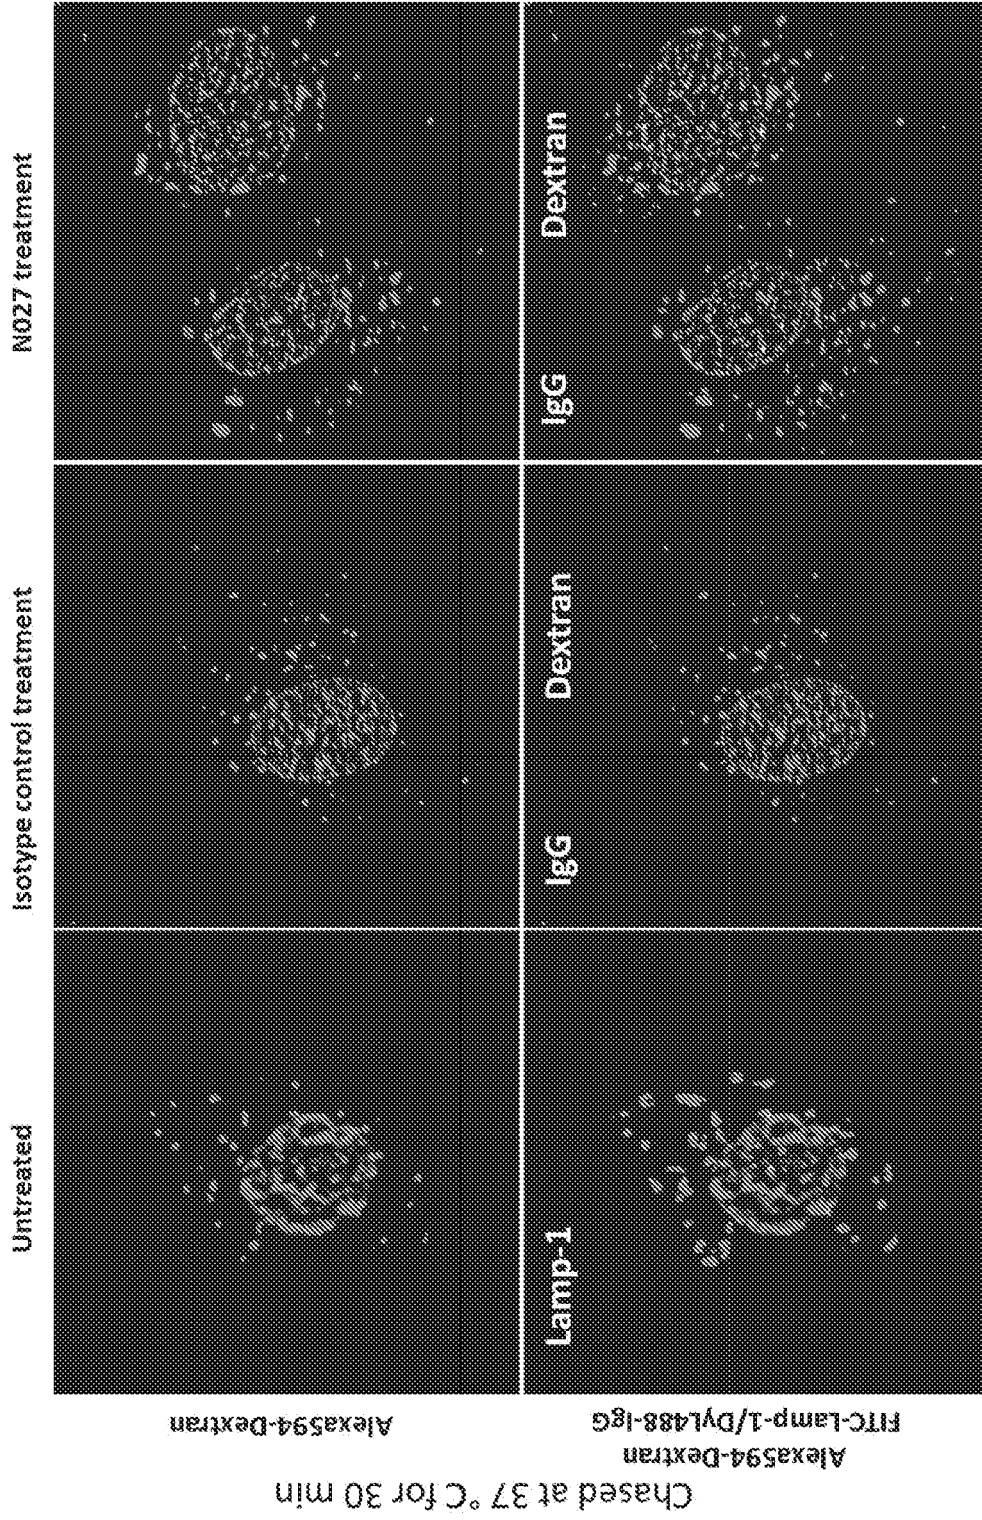 Chased at 37 °C for 30 min
Untreated
Isotype control treatment
N027 treatment
Alexa594-Dextran
Alexa594-Dextran
FITC-Lamp-1/DyL488-IgG
Lamp-1
IgG
Dextran
IgG
Dextran